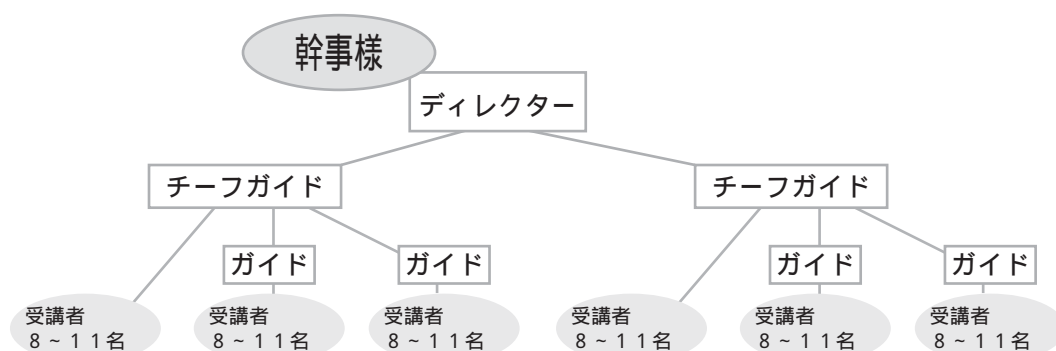 幹事様
ディレクター
チーフガイド
チーフガイド
ガイド
ガイド
ガイド
ガイド
受講者
８~１１名
受講者
８~１１名
受講者
８~１１名
受講者
８~１１名
受講者
８~１１名
受講者
８~１１名